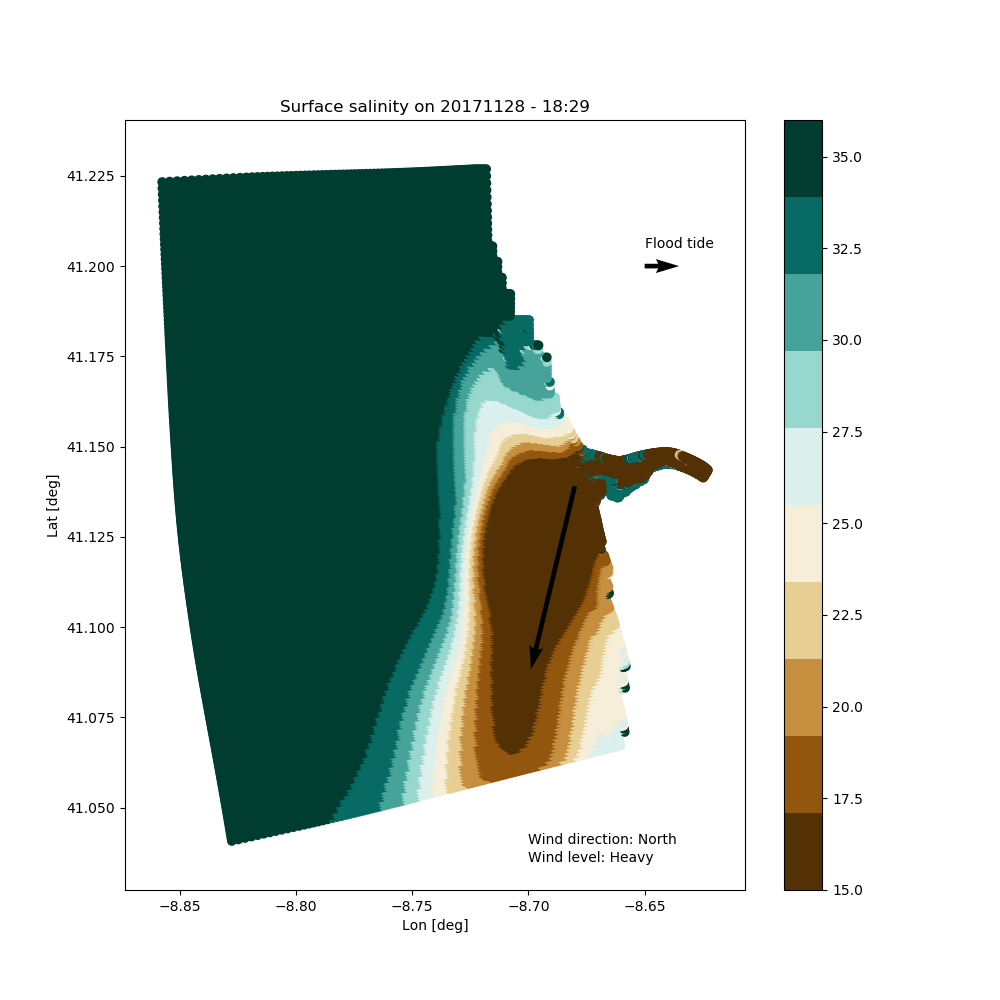 Surface salinity on 20171128 - 18:29
41.225
41.200
41.175
41.150
41.125
41.100
41.075
41.050
Lat [deg]
Flood tide
Wind direction: North
Wind level: Heavy
−8.85 −8.80 −8.75 −8.70 −8.65
Lon [deg]
35.0
32.5
30.0
27.5
25.0
22.5
20.0
17.5
15.0